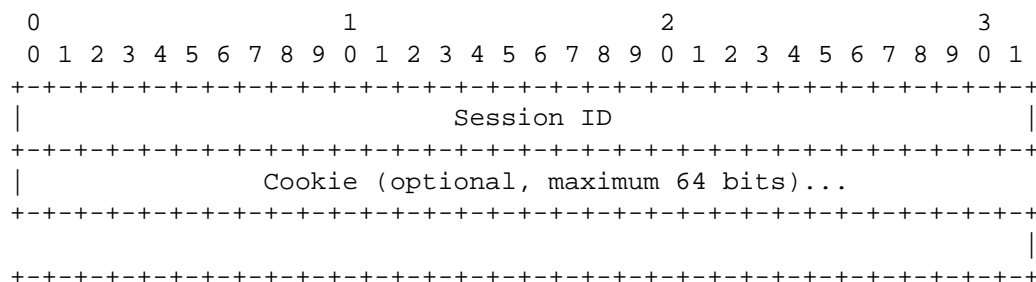 0                   1                   2                   3
 0 1 2 3 4 5 6 7 8 9 0 1 2 3 4 5 6 7 8 9 0 1 2 3 4 5 6 7 8 9 0 1
+-+-+-+-+-+-+-+-+-+-+-+-+-+-+-+-+-+-+-+-+-+-+-+-+-+-+-+-+-+-+-+-+
|                           Session ID                          |
+-+-+-+-+-+-+-+-+-+-+-+-+-+-+-+-+-+-+-+-+-+-+-+-+-+-+-+-+-+-+-+-+
|               Cookie (optional, maximum 64 bits)...
+-+-+-+-+-+-+-+-+-+-+-+-+-+-+-+-+-+-+-+-+-+-+-+-+-+-+-+-+-+-+-+-+
                                                                |
+-+-+-+-+-+-+-+-+-+-+-+-+-+-+-+-+-+-+-+-+-+-+-+-+-+-+-+-+-+-+-+-+